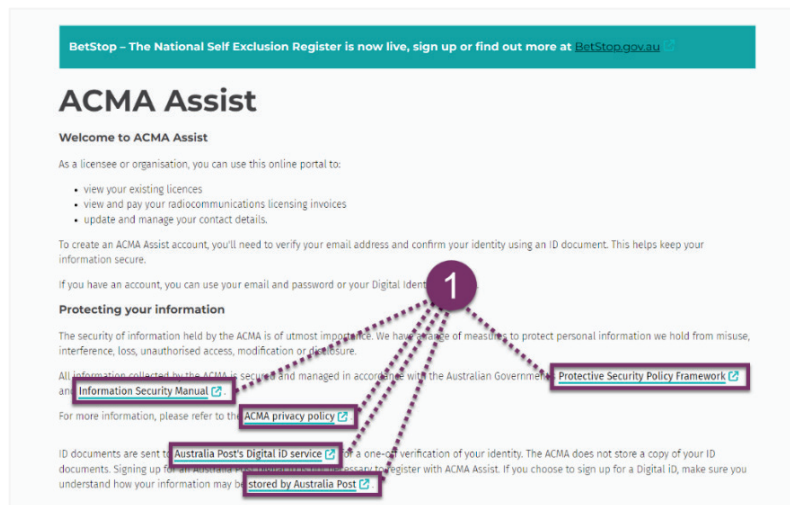 BetStop – The National Self Exclusion Register is now live, sign up or find out more at BetStop.gov.au
ACMA Assist
Welcome to ACMA Assist
As a licensee or organisation, you can use this online portal to:
• view your existing licences
• view and pay your radiocommunications licensing invoices
• update and manage your contact details.
To create an ACMA Assist account, you'll need to verify your email address and confirm your identity using an ID document. This helps keep your
information secure.
If you have an account, you can use your email and password or your Digital
1
Protecting your information
The security of information held by the ACMA is of utmost importance. We have a range of measures to protect personal information we hold from misuse,
interference, loss, unauthorised access, modification or disclosure.
All information collected by the ACMA is secured and managed in accordance with the Australian Government Protective Security Policy Framework
and Information Security Manual .
For more information, please refer to the ACMA privacy policy
ID documents are sent to Australia Post's Digital iD service for a one-off verification of your identity. The ACMA does not store a copy of your ID
documents. Signing up for an Australia Post Digital iD is not necessary to register with ACMA Assist. If you choose to sign up for a Digital iD, make sure you
understand how your information may be stored by Australia Post .